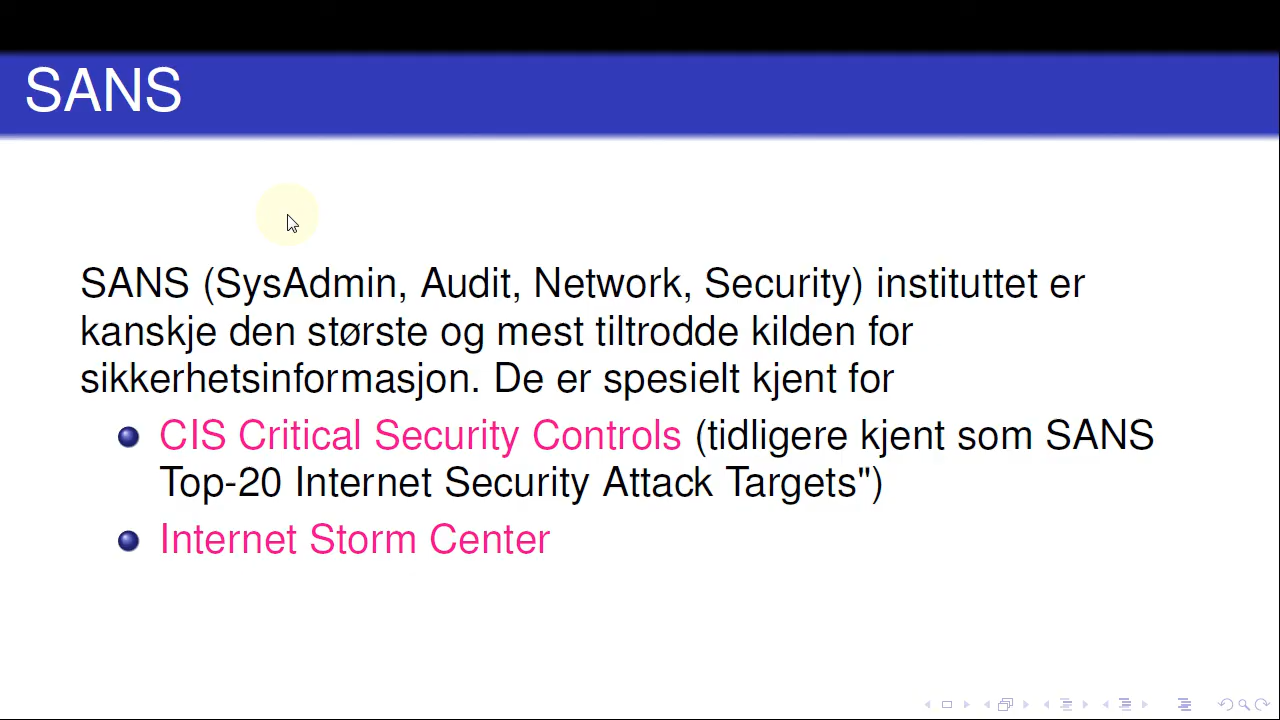 SANS
SANS (SysAdmin, Audit, Network, Security) instituttet er
kanskje den største og mest tiltrodde kilden for
sikkerhetsinformasjon. De er spesielt kjent for
CIS Critical Security Controls (tidligere kjent som SANS
Top-20 Internet Security Attack Targets")
Internet Storm Center